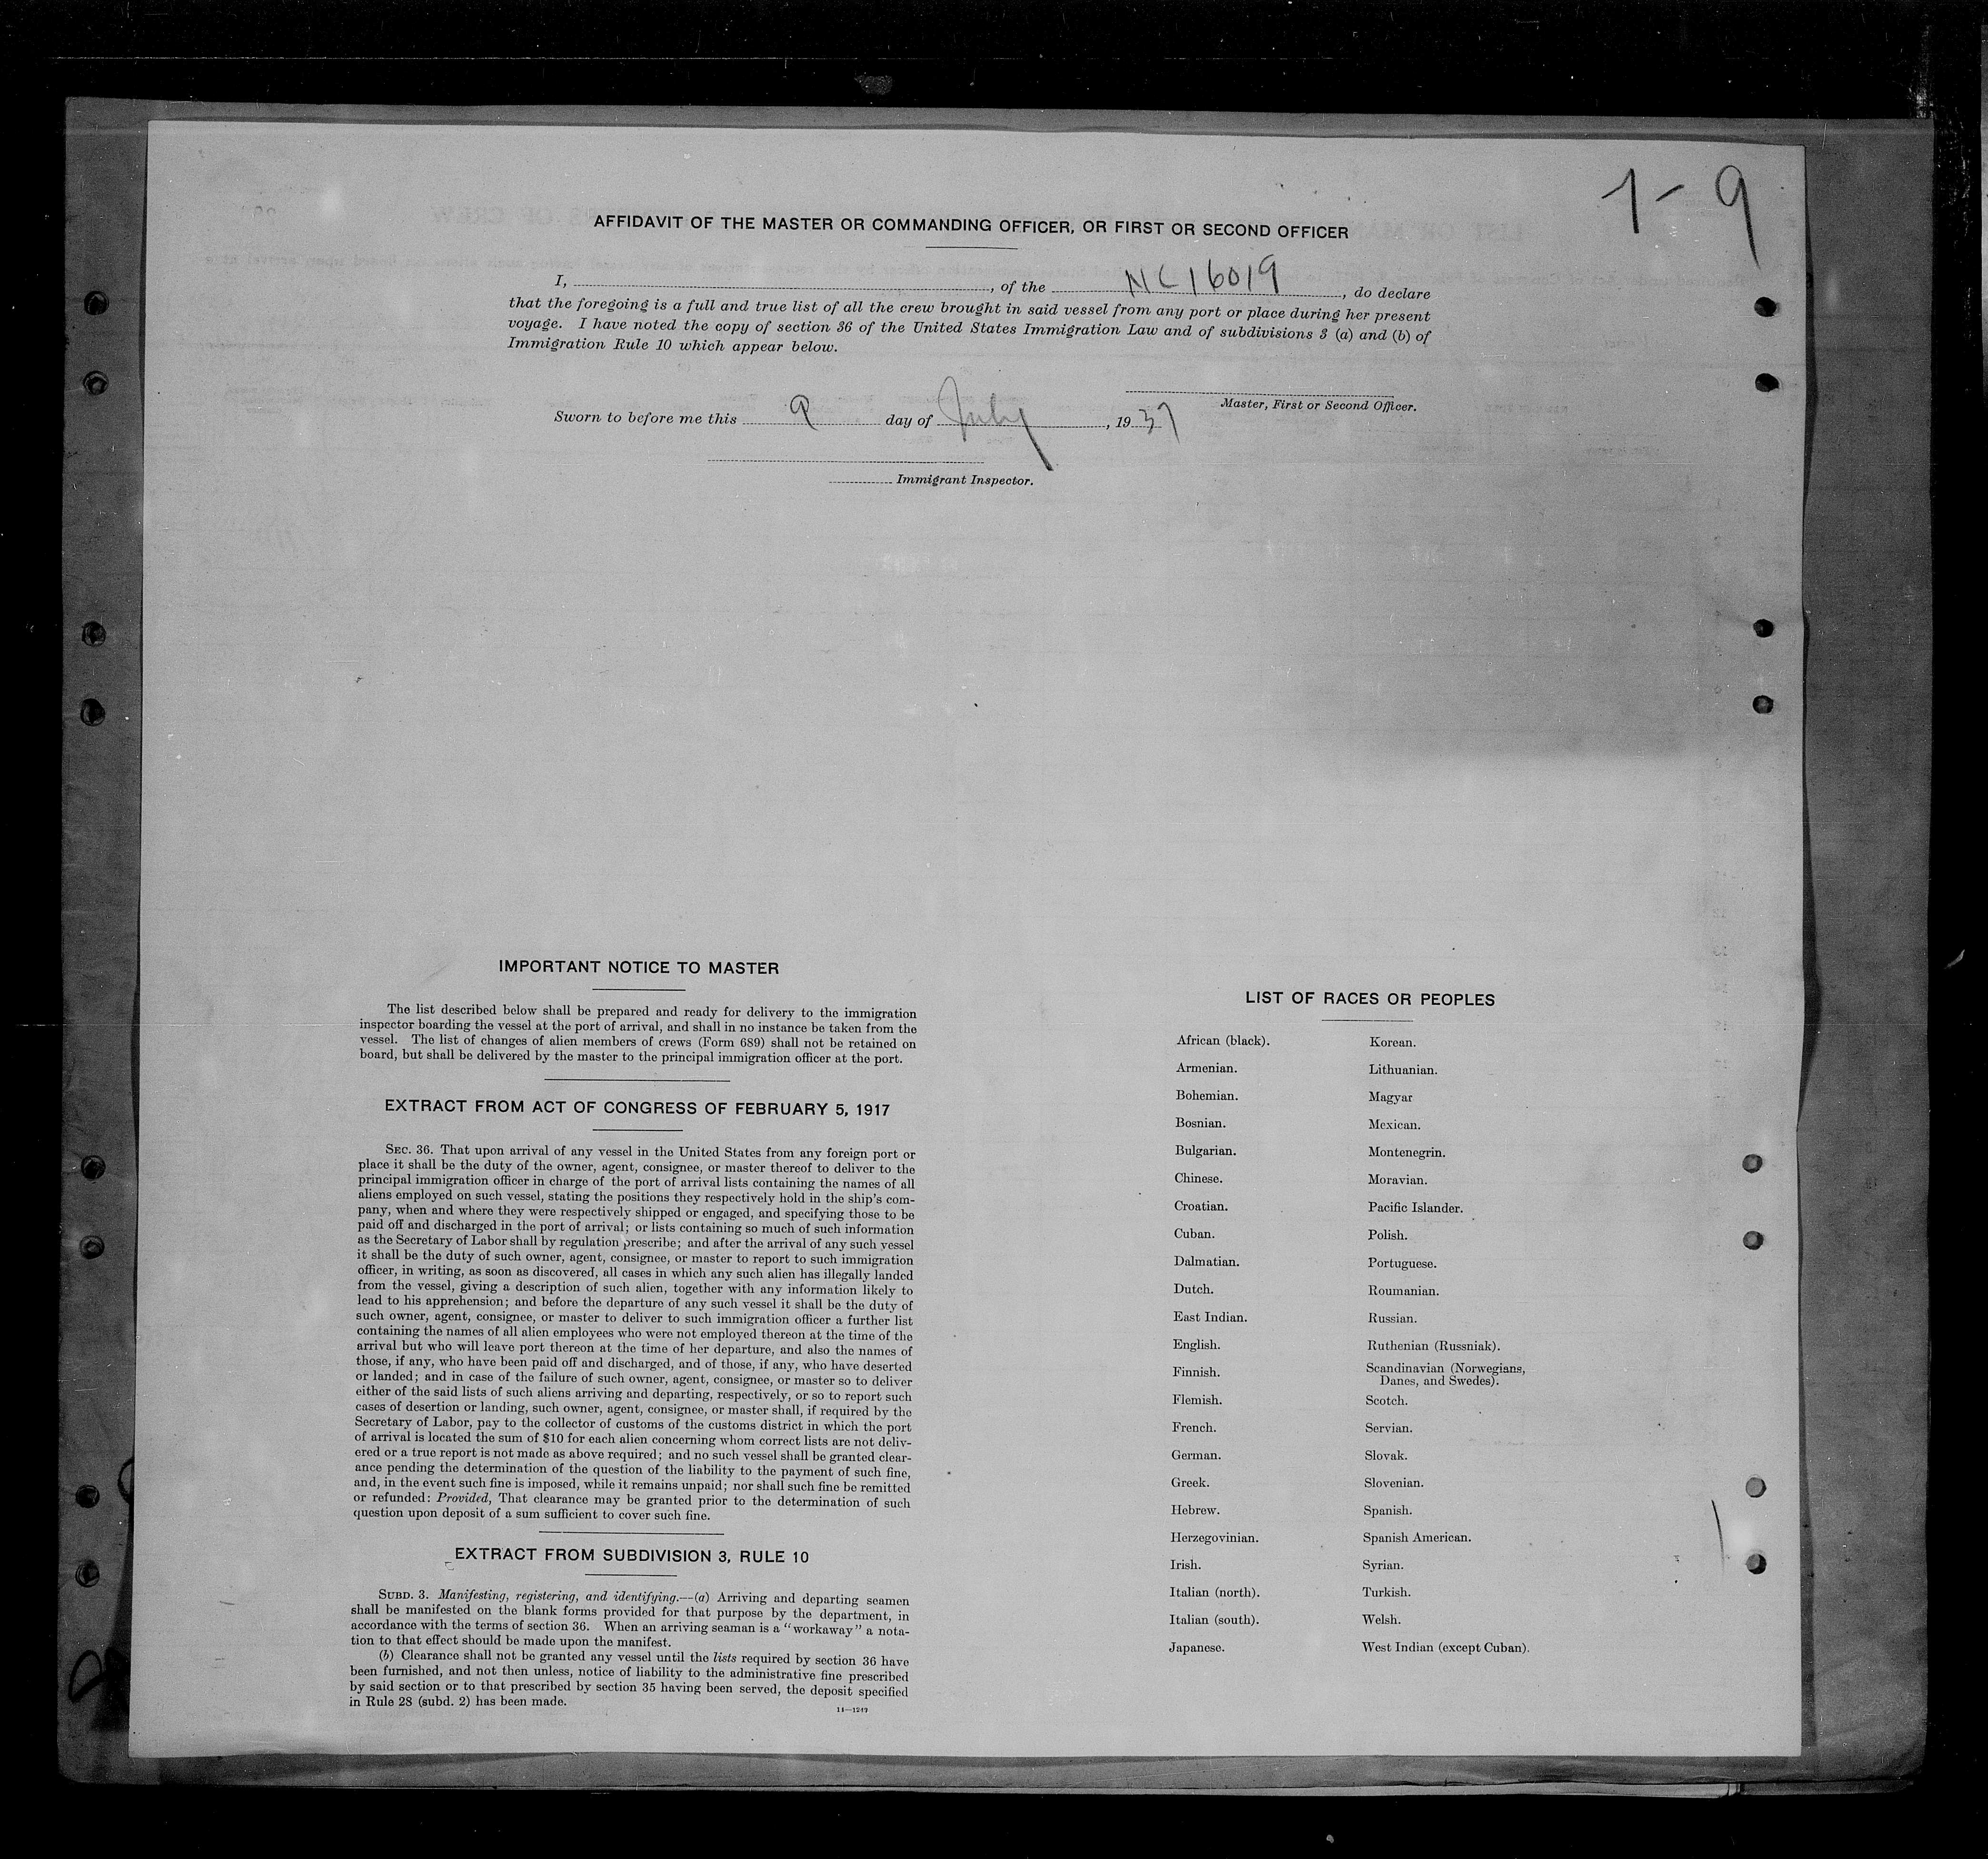 1-9
AFFIDAVIT OF THE MASTER OR COMMANDING OFFICER, OR FIRST OR SECOND OFFICER
I, , of the NC16019 , do declare
that the foregoing is a full and true list of all the crew brought in said vessel from any port or place during her present
voyage. I have noted the copy of section 36 of the United States Immigration Law and of subdivisions 3 (a) and (b) of
Immigration Rule 10 which appear below.
Master, First or Second Officer.
Sworn to before me this 9 day of July , 1937
Immigrant Inspector.
IMPORTANT NOTICE TO MASTER
The list described below shall be prepared and ready for delivery to the immigration
inspector boarding the vessel at the port of arrival, and shall in no instance be taken from the
vessel. The list of changes of alien members of crews (Form 689) shall not be retained on
board, but shall be delivered by the master to the principal immigration officer at the port.
EXTRACT FROM ACT OF CONGRESS OF FEBRUARY 5, 1917
SEC. 36. That upon arrival of any vessel in the United States from any foreign port or
place it shall be the duty of the owner, agent, consignee, or master thereof to deliver to the
principal immigration officer in charge of the port of arrival lists containing the names of all
aliens employed on such vessel, stating the positions they respectively hold in the ship's com-
pany, when and where they were respectively shipped or engaged, and specifying those to be
paid off and discharged in the port of arrival; or lists containing so much of such information
as the Secretary of Labor shall by regulation prescribe; and after the arrival of any such vessel
it shall be the duty of such owner, agent, consignee, or master to report to such immigration
officer, in writing, as soon as discovered, all cases in which any such alien has illegally landed
from the vessel, giving a description of such alien, together with any information likely to
lead to his apprehension; and before the departure of any such vessel it shall be the duty of
such owner, agent, consignee, or master to deliver to such immigration officer a further list
containing the names of all alien employees who were not employed thereon at the time of the
arrival but who will leave port thereon at the time of her departure, and also the names of
those, if any, who have been paid off and discharged, and of those, if any, who have deserted
or landed; and in case of the failure of such owner, agent, consignee, or master so to deliver
either of the said lists of such aliens arriving and departing, respectively, or so to report such
cases of desertion or landing, such owner, agent, consignee, or master shall, if required by the
Secretary of Labor, pay to the collector of customs of the customs district in which the port
of arrival is located the sum of $10 for each alien concerning whom correct lists are not deliv-
ered or a true report is not made as above required; and no such vessel shall be granted clear-
ance pending the determination of the question of the liability to the payment of such fine,
and, in the event such fine is imposed, while it remains unpaid; nor shall such fine be remitted
or refunded: Provided, That clearance may be granted prior to the determination of such
question upon deposit of a sum sufficient to cover such fine.
EXTRACT FROM SUBDIVISION 3, RULE 10
SUBD. 3. Manifesting, registering, and identifying.—(a) Arriving and departing seamen
shall be manifested on the blank forms provided for that purpose by the department, in
accordance with the terms of section 36. When an arriving seaman is a "workaway" a nota-
tion to that effect should be made upon the manifest.
(b) Clearance shall not be granted any vessel until the lists required by section 36 have
been furnished, and not then unless, notice of liability to the administrative fine prescribed
by said section or to that prescribed by section 35 having been served, the deposit specified
in Rule 28 (subd. 2) has been made.
11—1249
LIST OF RACES OR PEOPLES
African (black).
Armenian.
Bohemian.
Bosnian.
Bulgarian.
Chinese.
Croatian.
Cuban.
Dalmatian.
Dutch.
East Indian.
English.
Finnish.
Flemish.
French.
German.
Greek.
Hebrew.
Herzegovinian.
Irish.
Italian (north).
Italian (south).
Japanese.
Korean.
Lithuanian.
Magyar
Mexican.
Montenegrin.
Moravian.
Pacific Islander.
Polish.
Portuguese.
Roumanian.
Russian.
Ruthenian (Russniak).
Scandinavian (Norwegians,
Danes, and Swedes).
Scotch.
Servian.
Slovak.
Slovenian.
Spanish.
Spanish American.
Syrian.
Turkish.
Welsh.
West Indian (except Cuban).